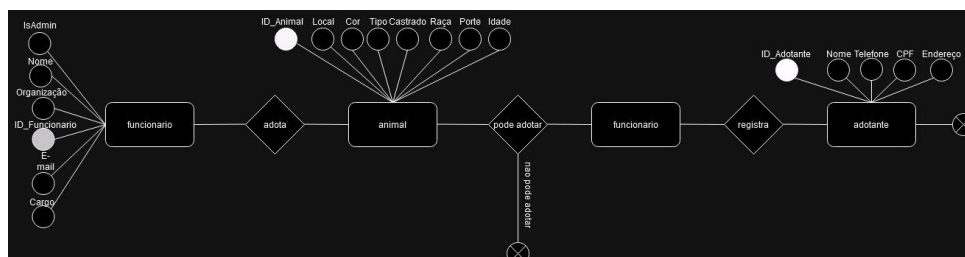 IsAdmin
Nome
Organização
ID_Funcionario
E-
mail
Cargo
funcionario
adota
ID_Animal
Local
Cor
Tipo
Castrado
Raça
Porte
Idade
animal
pode adotar
nao pode adotar
funcionario
registra
ID_Adotante
Nome
Telefone
CPF
Endereço
adotante